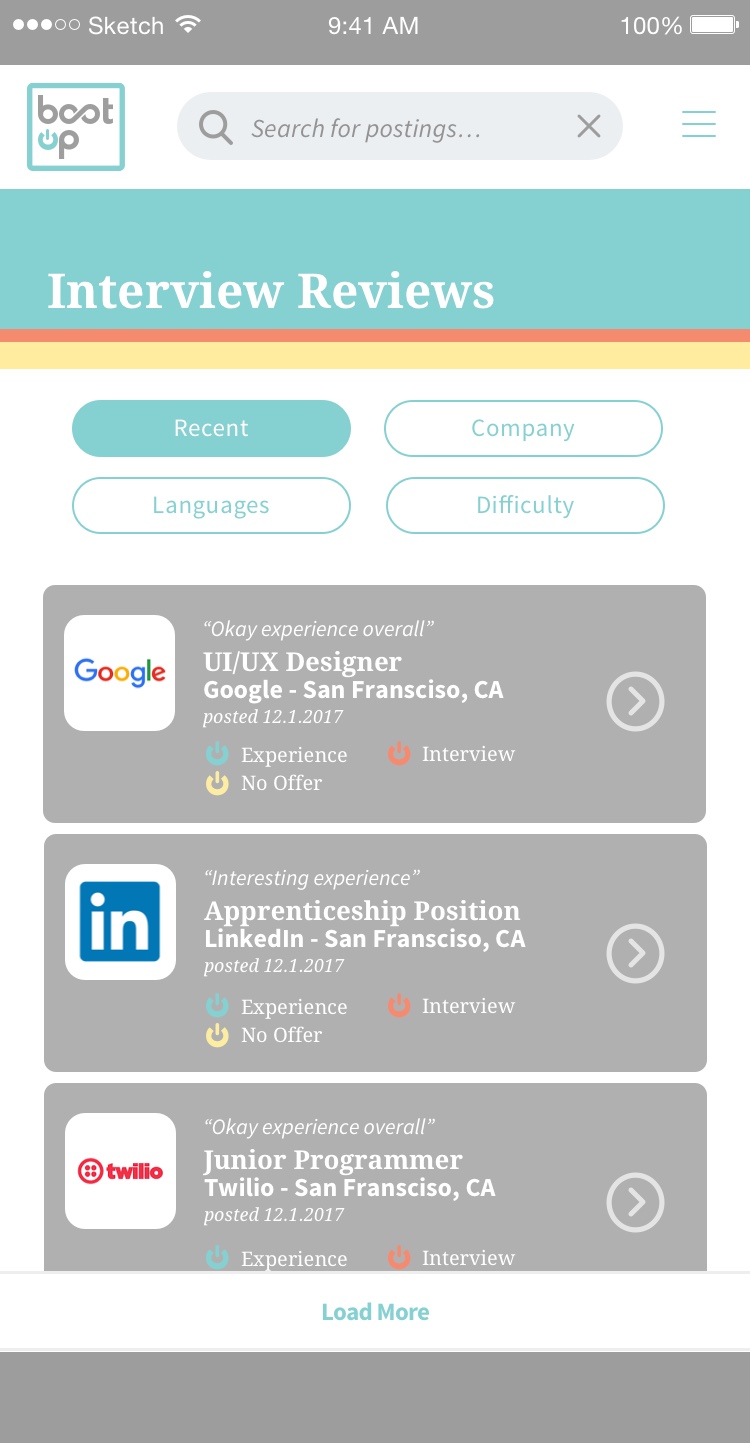 Sketch 9:41 AM 100%
boot
up
Search for postings...
Interview Reviews
Recent Company
Languages Difficulty
Google
“Okay experience overall”
UI/UX Designer
Google - San Fransciso, CA
posted 12.1.2017
Experience Interview
No Offer
in
“Interesting experience”
Apprenticeship Position
LinkedIn - San Fransciso, CA
posted 12.1.2017
Experience Interview
No Offer
twilio
“Okay experience overall”
Junior Programmer
Twilio - San Fransciso, CA
posted 12.1.2017
Experience Interview
Load More